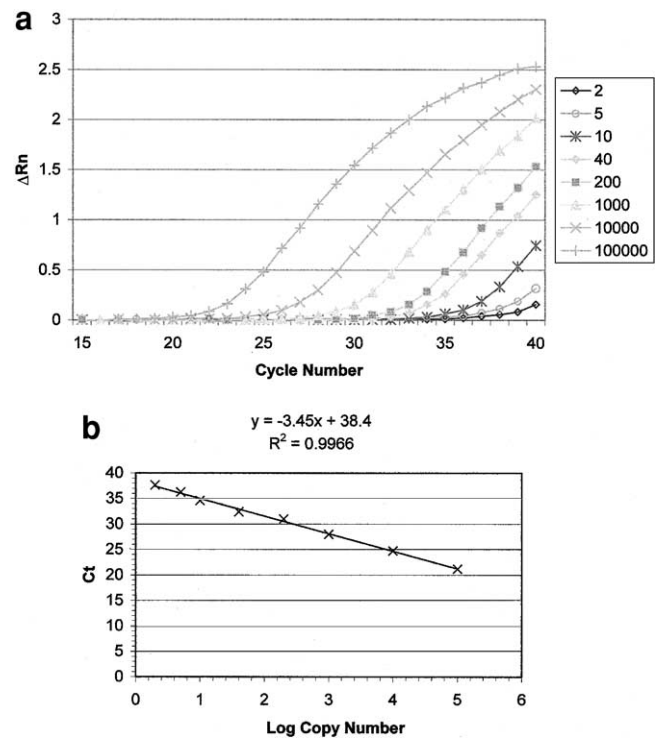 a
3
2.5
2
1.5
1
0.5
0
ΔRn
15 20 25 30 35 40
Cycle Number
2
5
10
40
200
1000
10000
100000
b
y = -3.45x + 38.4
R² = 0.9966
40
35
30
25
20
15
10
5
0
Ct
0 1 2 3 4 5 6
Log Copy Number